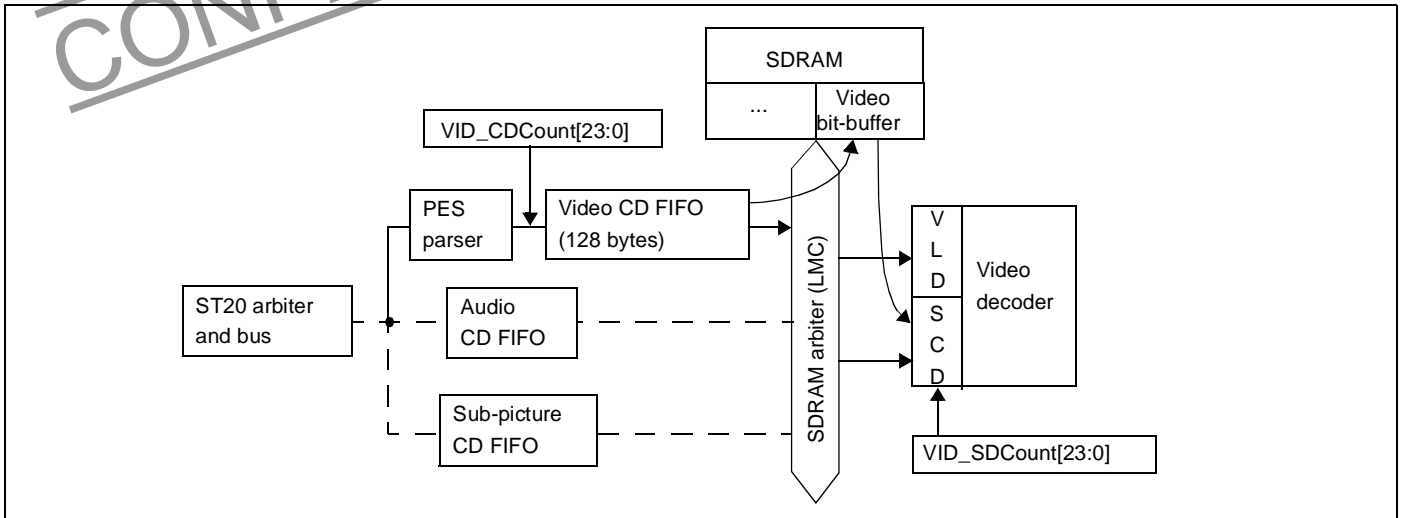 CONF
SDRAM
...
Video
bit-buffer
VID_CDCount[23:0]
PES
parser
Video CD FIFO
(128 bytes)
SDRAM arbiter (LMC)
V
L
D
S
C
D
Video
decoder
ST20 arbiter
and bus
Audio
CD FIFO
Sub-picture
CD FIFO
VID_SDCount[23:0]